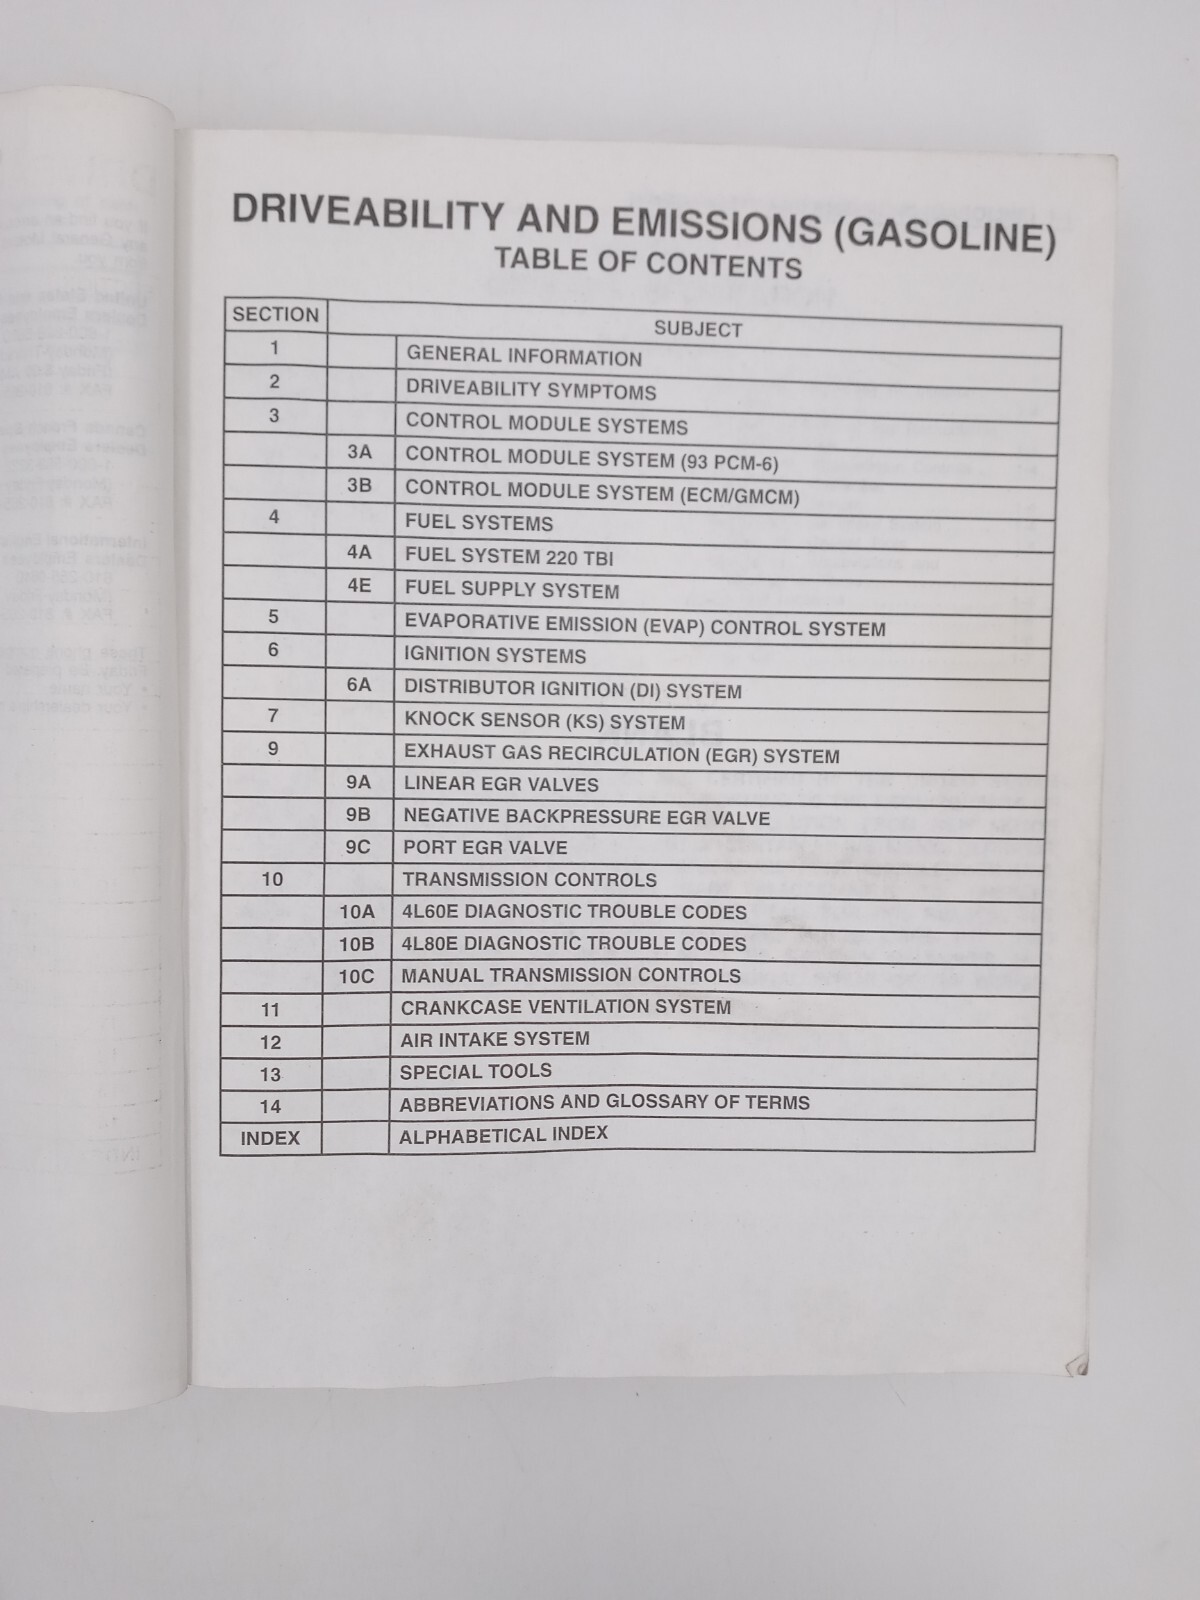 DRIVEABILITY AND EMISSIONS (GASOLINE)
TABLE OF CONTENTS
SECTION SUBJECT
1 GENERAL INFORMATION
2 DRIVEABILITY SYMPTOMS
3 CONTROL MODULE SYSTEMS
3A CONTROL MODULE SYSTEM (93 PCM-6)
3B CONTROL MODULE SYSTEM (ECM/GMCM)
4 FUEL SYSTEMS
4A FUEL SYSTEM 220 TBI
4E FUEL SUPPLY SYSTEM
5 EVAPORATIVE EMISSION (EVAP) CONTROL SYSTEM
6 IGNITION SYSTEMS
6A DISTRIBUTOR IGNITION (DI) SYSTEM
7 KNOCK SENSOR (KS) SYSTEM
9 EXHAUST GAS RECIRCULATION (EGR) SYSTEM
9A LINEAR EGR VALVES
9B NEGATIVE BACKPRESSURE EGR VALVE
9C PORT EGR VALVE
10 TRANSMISSION CONTROLS
10A 4L60E DIAGNOSTIC TROUBLE CODES
10B 4L80E DIAGNOSTIC TROUBLE CODES
10C MANUAL TRANSMISSION CONTROLS
11 CRANKCASE VENTILATION SYSTEM
12 AIR INTAKE SYSTEM
13 SPECIAL TOOLS
14 ABBREVIATIONS AND GLOSSARY OF TERMS
INDEX ALPHABETICAL INDEX